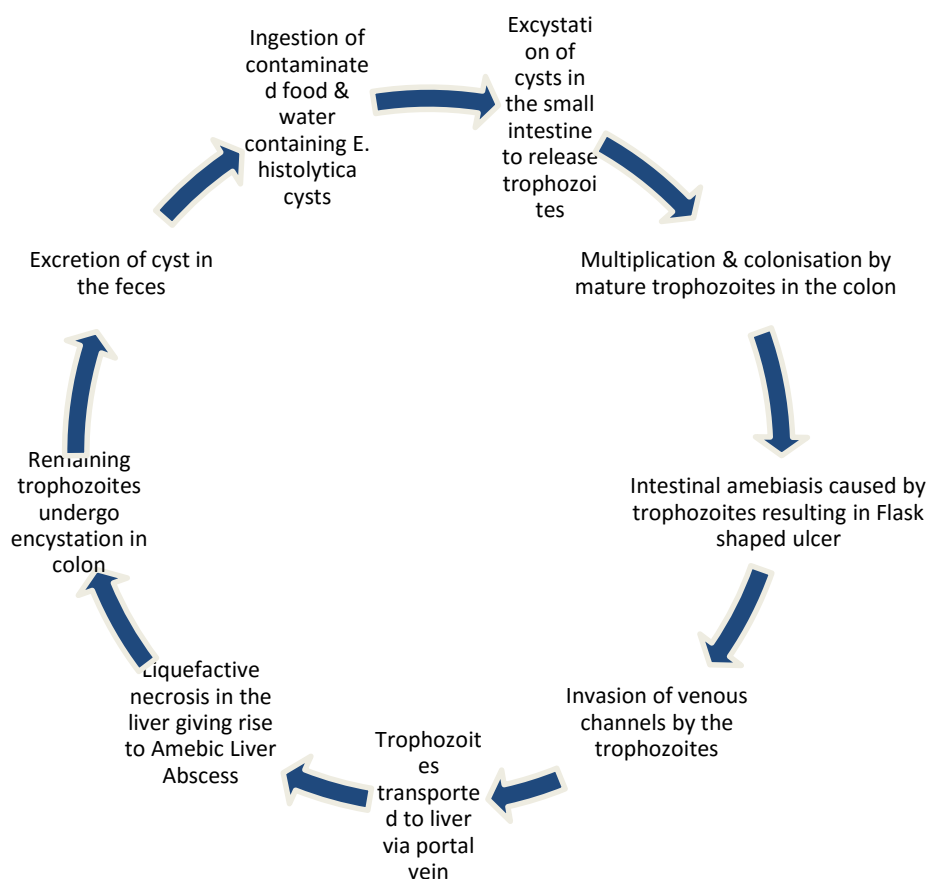 Ingestion of
contaminate
d food &
water
containing E.
histolytica
cysts
Excystati
on of
cysts in
the small
intestine
to release
trophozoi
tes
Multiplication & colonisation by
mature trophozoites in the colon
Intestinal amebiasis caused by
trophozoites resulting in Flask
shaped ulcer
Invasion of venous
channels by the
trophozoites
Trophozoit
es
transporte
d to liver
via portal
vein
Liquefactive
necrosis in the
liver giving rise
to Amebic Liver
Abscess
Remaining
trophozoites
undergo
encystation in
colon
Excretion of cyst in
the feces